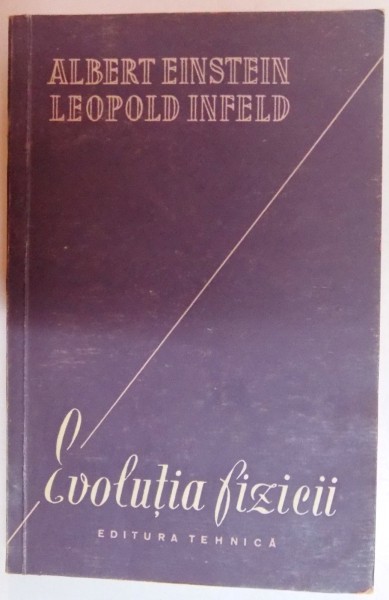 ALBERT EINSTEIN
LEOPOLD INFELD
Evoluția fizicii
EDITURA TEHNICĂ